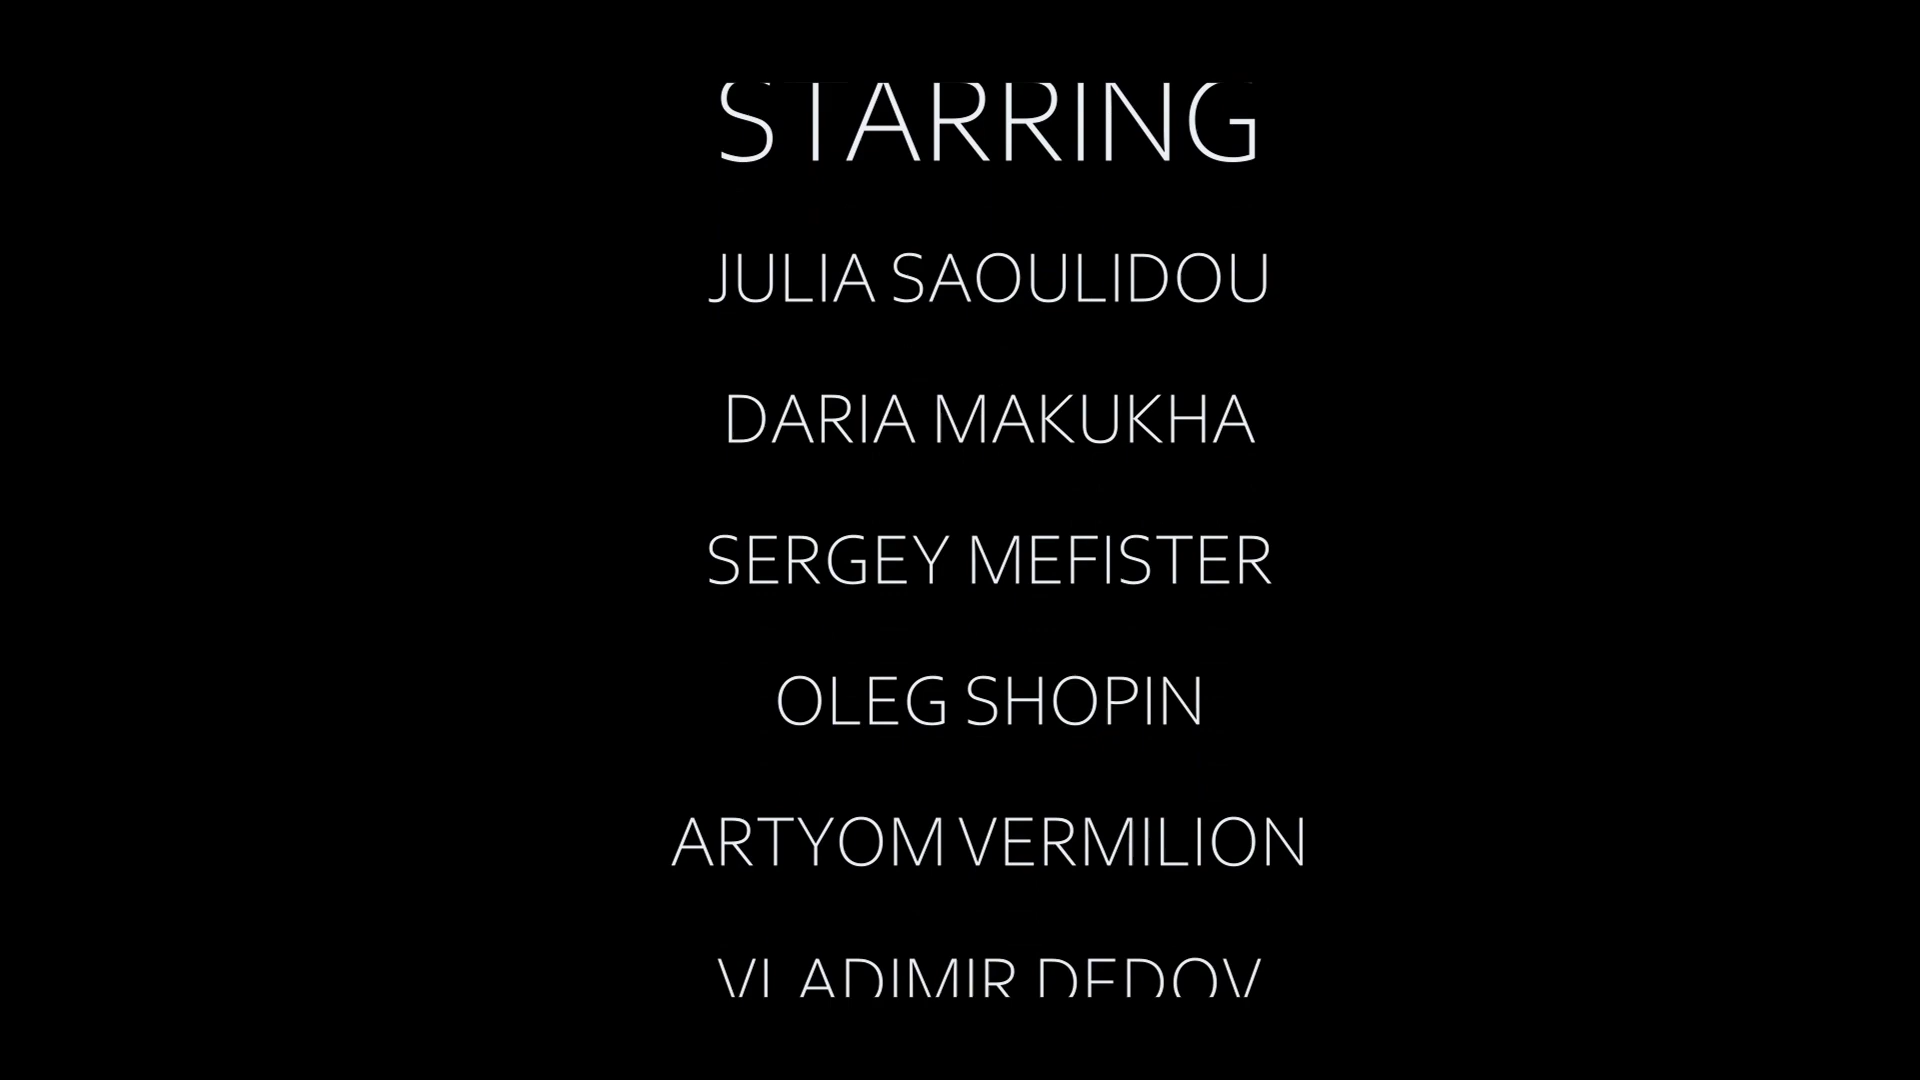 STARRING
JULIA SAOULIDOU
DARIA MAKUKHA
SERGEY MEFISTER
OLEG SHOPIN
ARTYOM VERMILION
VLADIMIR DEDOV